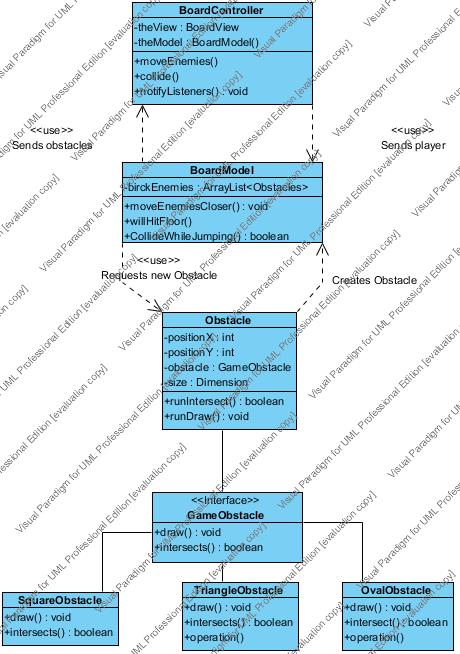 BoardController
-theView : BoardView
-theModel : BoardModel()
+moveEnemies()
+collide()
+notifyListeners() : void
<<use>>
Sends obstacles
<<use>>
Sends player
BoardModel
-birckEnemies : ArrayList<Obstacles>
+moveEnemiesCloser() : void
+willHitFloor()
+CollideWhileJumping() : boolean
<<use>>
Requests new Obstacle
Creates Obstacle
Obstacle
-positionX : int
-positionY : int
-obstacle : GameObstacle
-size : Dimension
+runIntersect() : boolean
+runDraw() : void
<<Interface>>
GameObstacle
+draw() : void
+intersects() : boolean
SquareObstacle
+draw() : void
+intersects() : boolean
TriangleObstacle
+draw() : void
+intersects() : boolean
+operation()
OvalObstacle
+draw() : void
+intersect() : boolean
+operation()
Visual Paradigm for UML Professional Edition [evaluation copy]